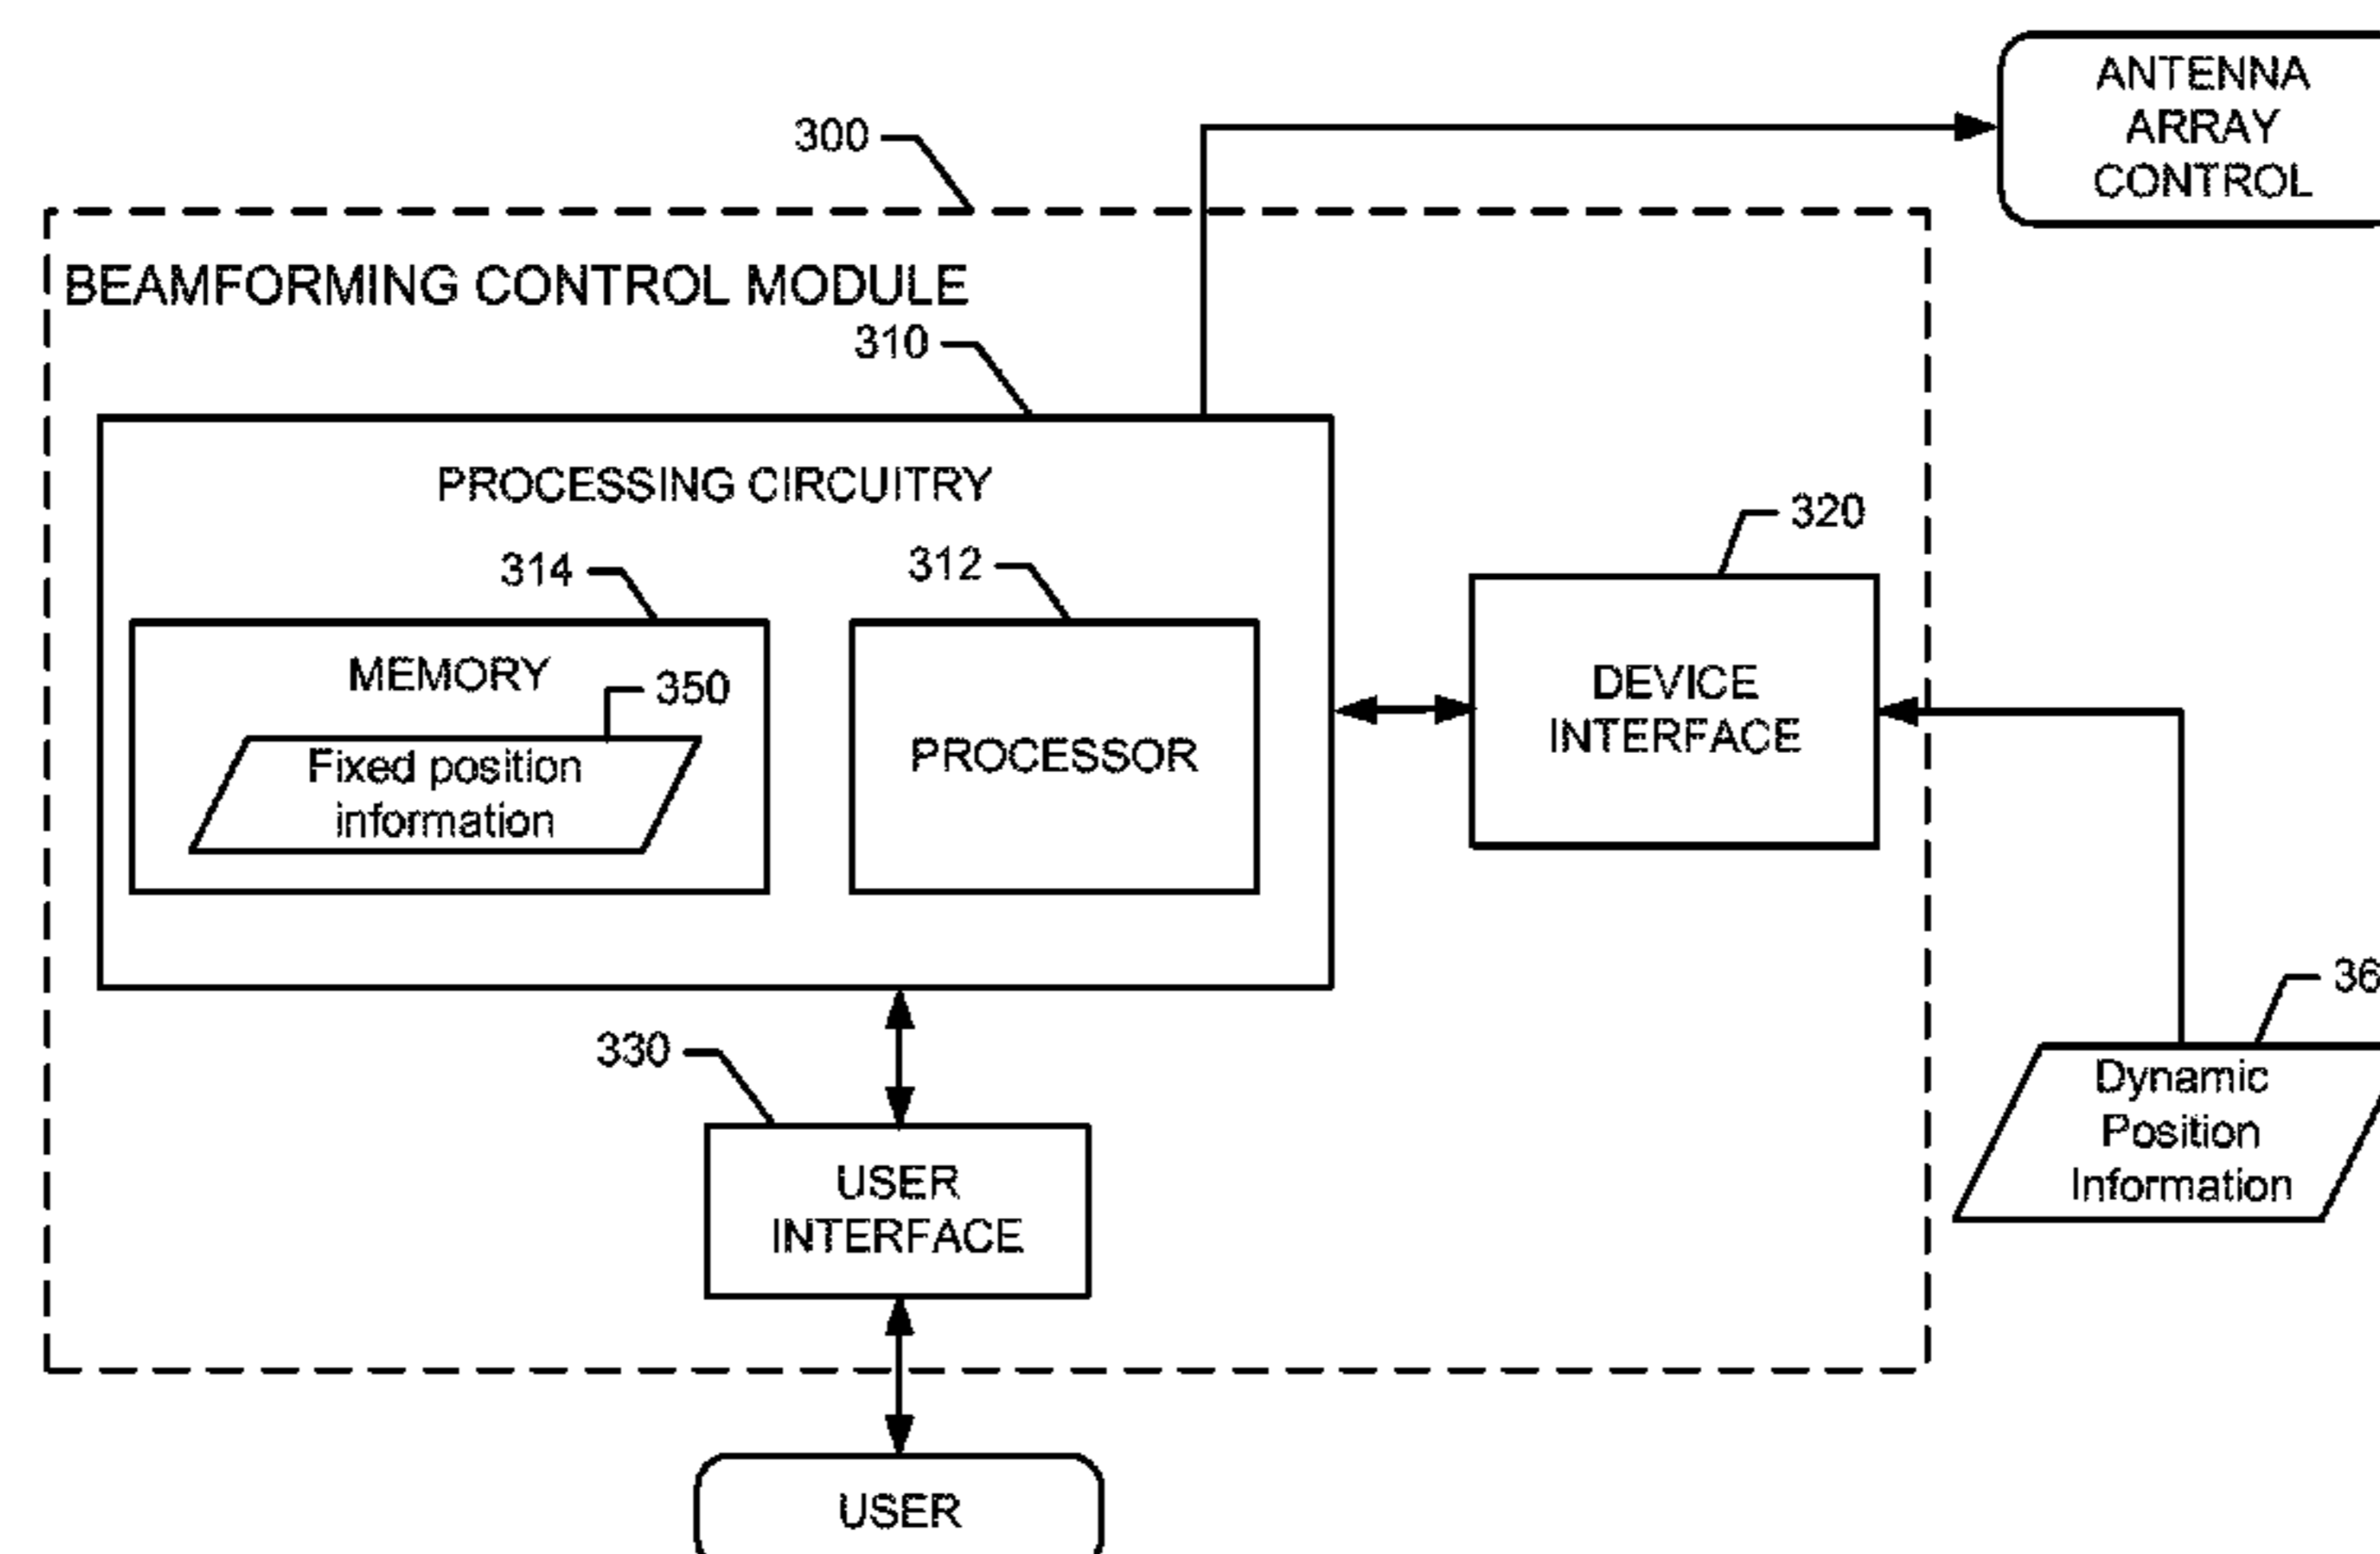 ANTENNA
ARRAY
CONTROL
300
BEAMFORMING CONTROL MODULE
310
PROCESSING CIRCUITRY
320
314
312
MEMORY
350
Fixed position
information
PROCESSOR
DEVICE
INTERFACE
36
330
Dynamic
Position
Information
USER
INTERFACE
USER